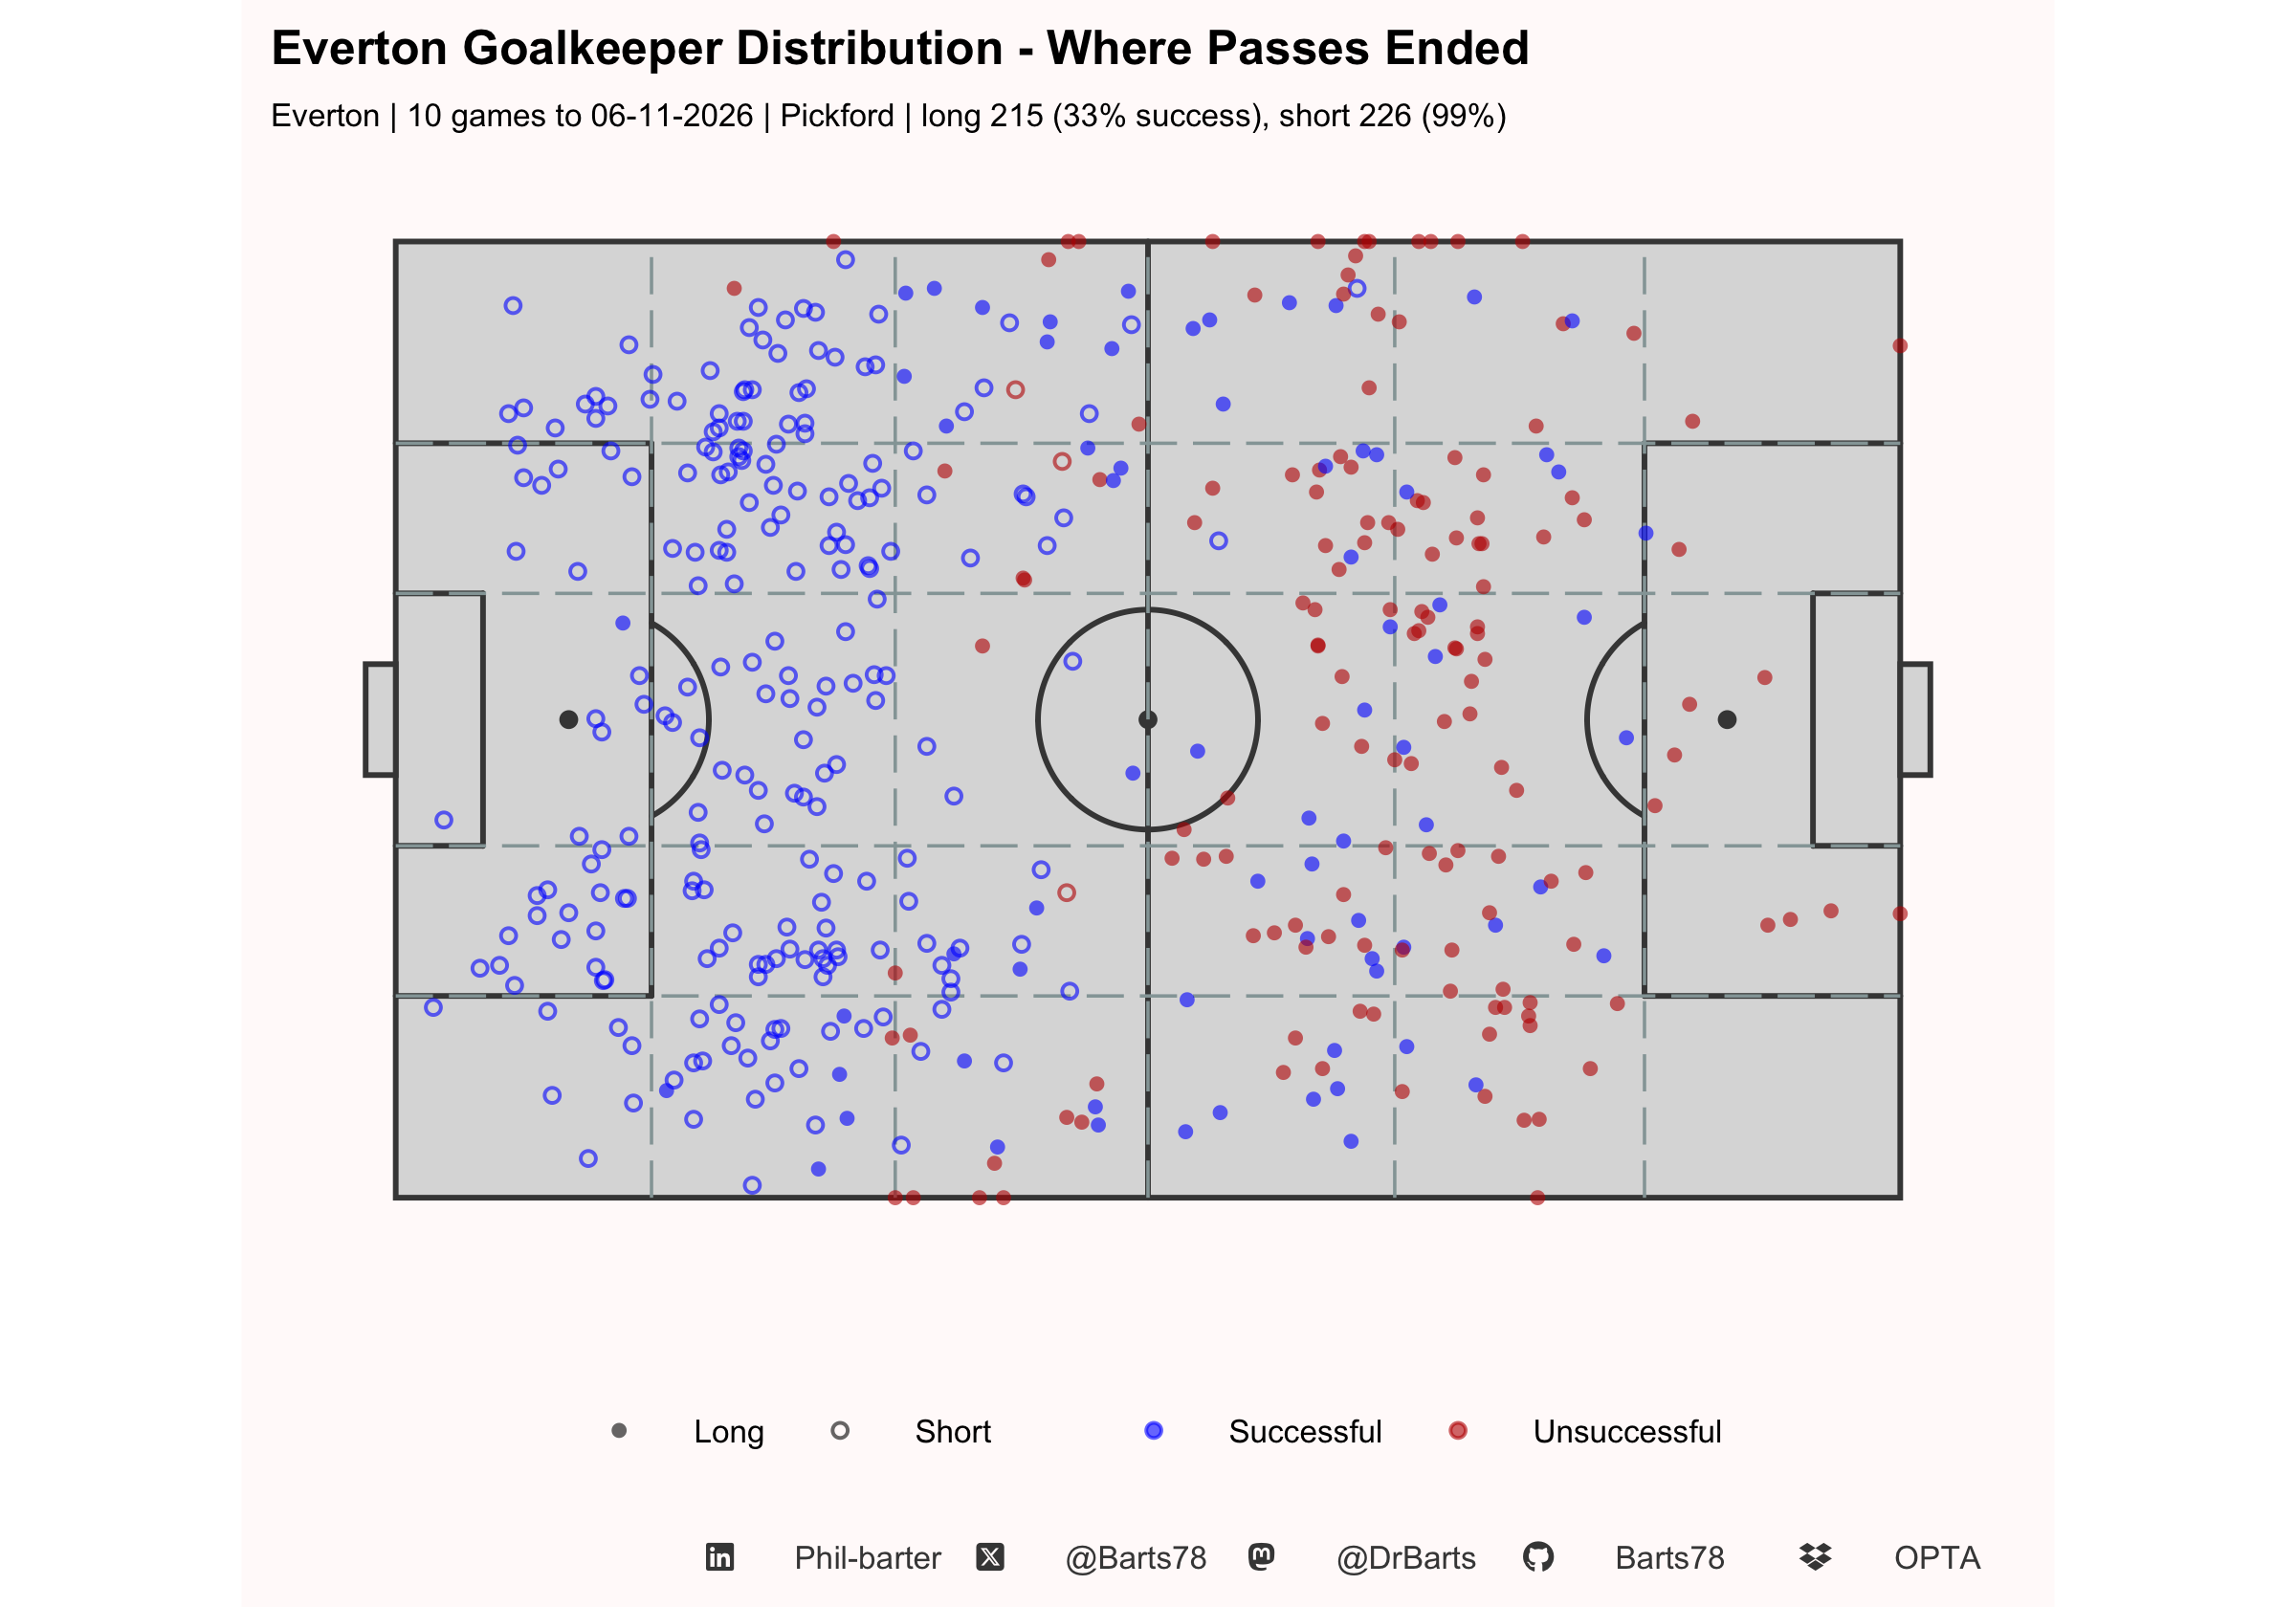 Everton Goalkeeper Distribution - Where Passes Ended
Everton | 10 games to 06-11-2026 | Pickford | long 215 (33% success), short 226 (99%)
Long Short Successful Unsuccessful
Phil-barter @Barts78 @DrBarts Barts78 OPTA